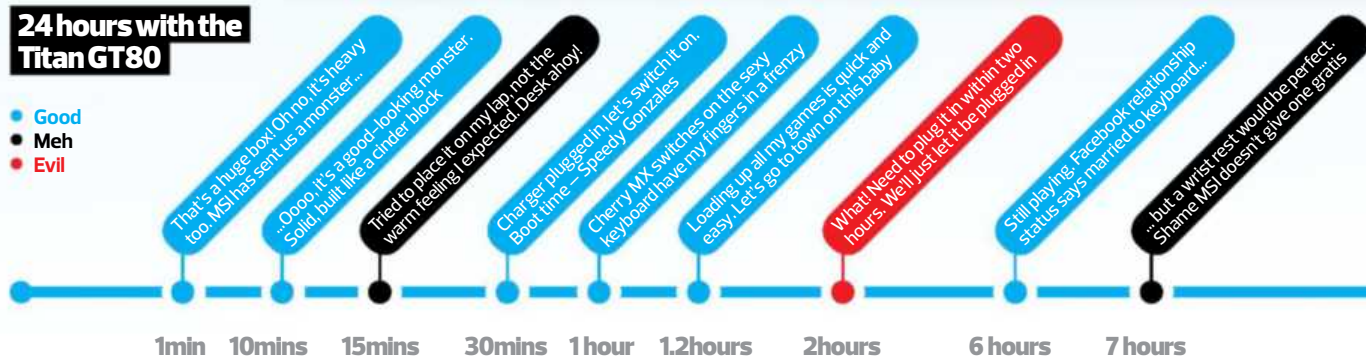 24 hours with the
Titan GT80
Good
Meh
Evil
That's a huge box! Oh no, it's heavy
too. MSI has sent us a monster...
...Oooo, it's a good-looking monster.
Solid, built like a cinder block
Tried to place it on my lap, not the
warm feeling I expected. Desk ahoy!
Charger plugged in, let's switch it on.
Boot time – Speedy Gonzales
Cherry MX switches on the sexy
keyboard have my fingers in a frenzy
Loading up all my games is quick and
easy. Let's go to town on this baby
What! Need to plug it in within two
hours. We'll just let it be plugged in
Still playing. Facebook relationship
status says married to keyboard...
...but a wrist rest would be perfect.
Shame MSI doesn't give one gratis
1min 10mins 15mins 30mins 1 hour 1.2hours 2hours 6 hours 7 hours